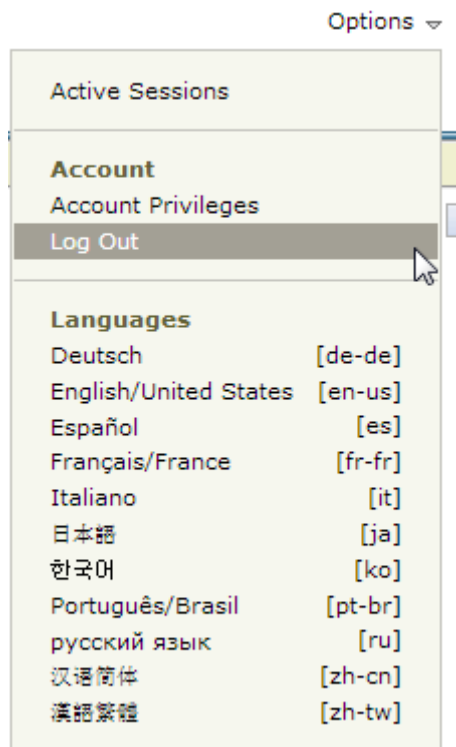 Options
Active Sessions
Account
Account Privileges
Log Out
Languages
Deutsch [de-de]
English/United States [en-us]
Español [es]
Français/France [fr-fr]
Italiano [it]
日本語 [ja]
한국어 [ko]
Português/Brasil [pt-br]
русский язык [ru]
汉语简体 [zh-cn]
漢語繁體 [zh-tw]